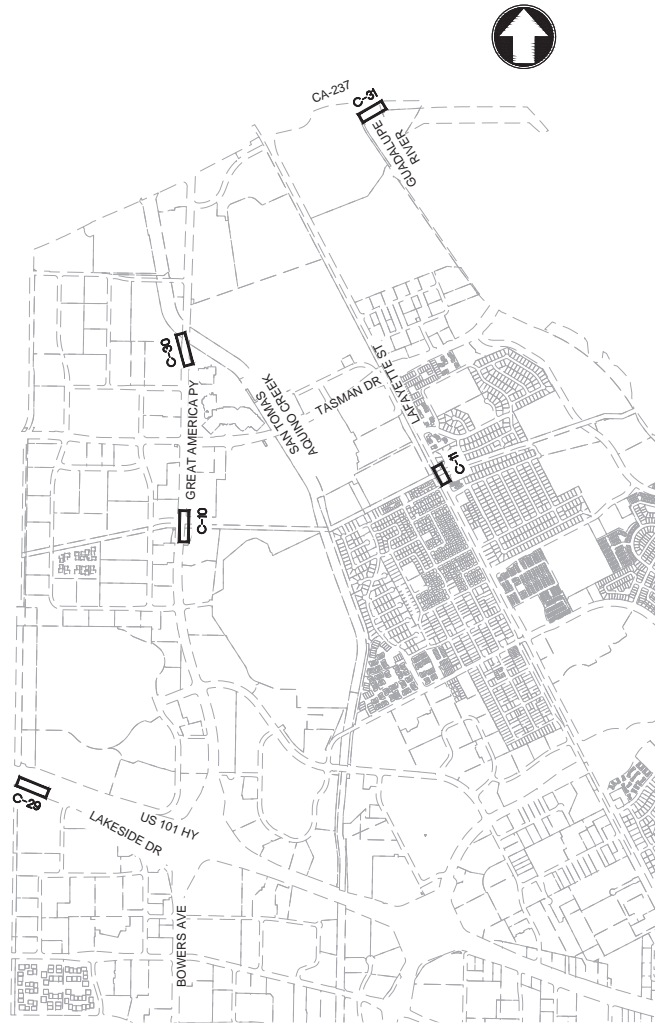 CA-237
C-31
GUADALUPE
RIVER
C-30
GREAT AMERICA PY
SAN TOMAS
AQUINO CREEK
TASMAN DR
LAFAYETTE ST
C-11
C-10
C-29
US 101 HY
LAKESIDE DR
BOWERS AVE